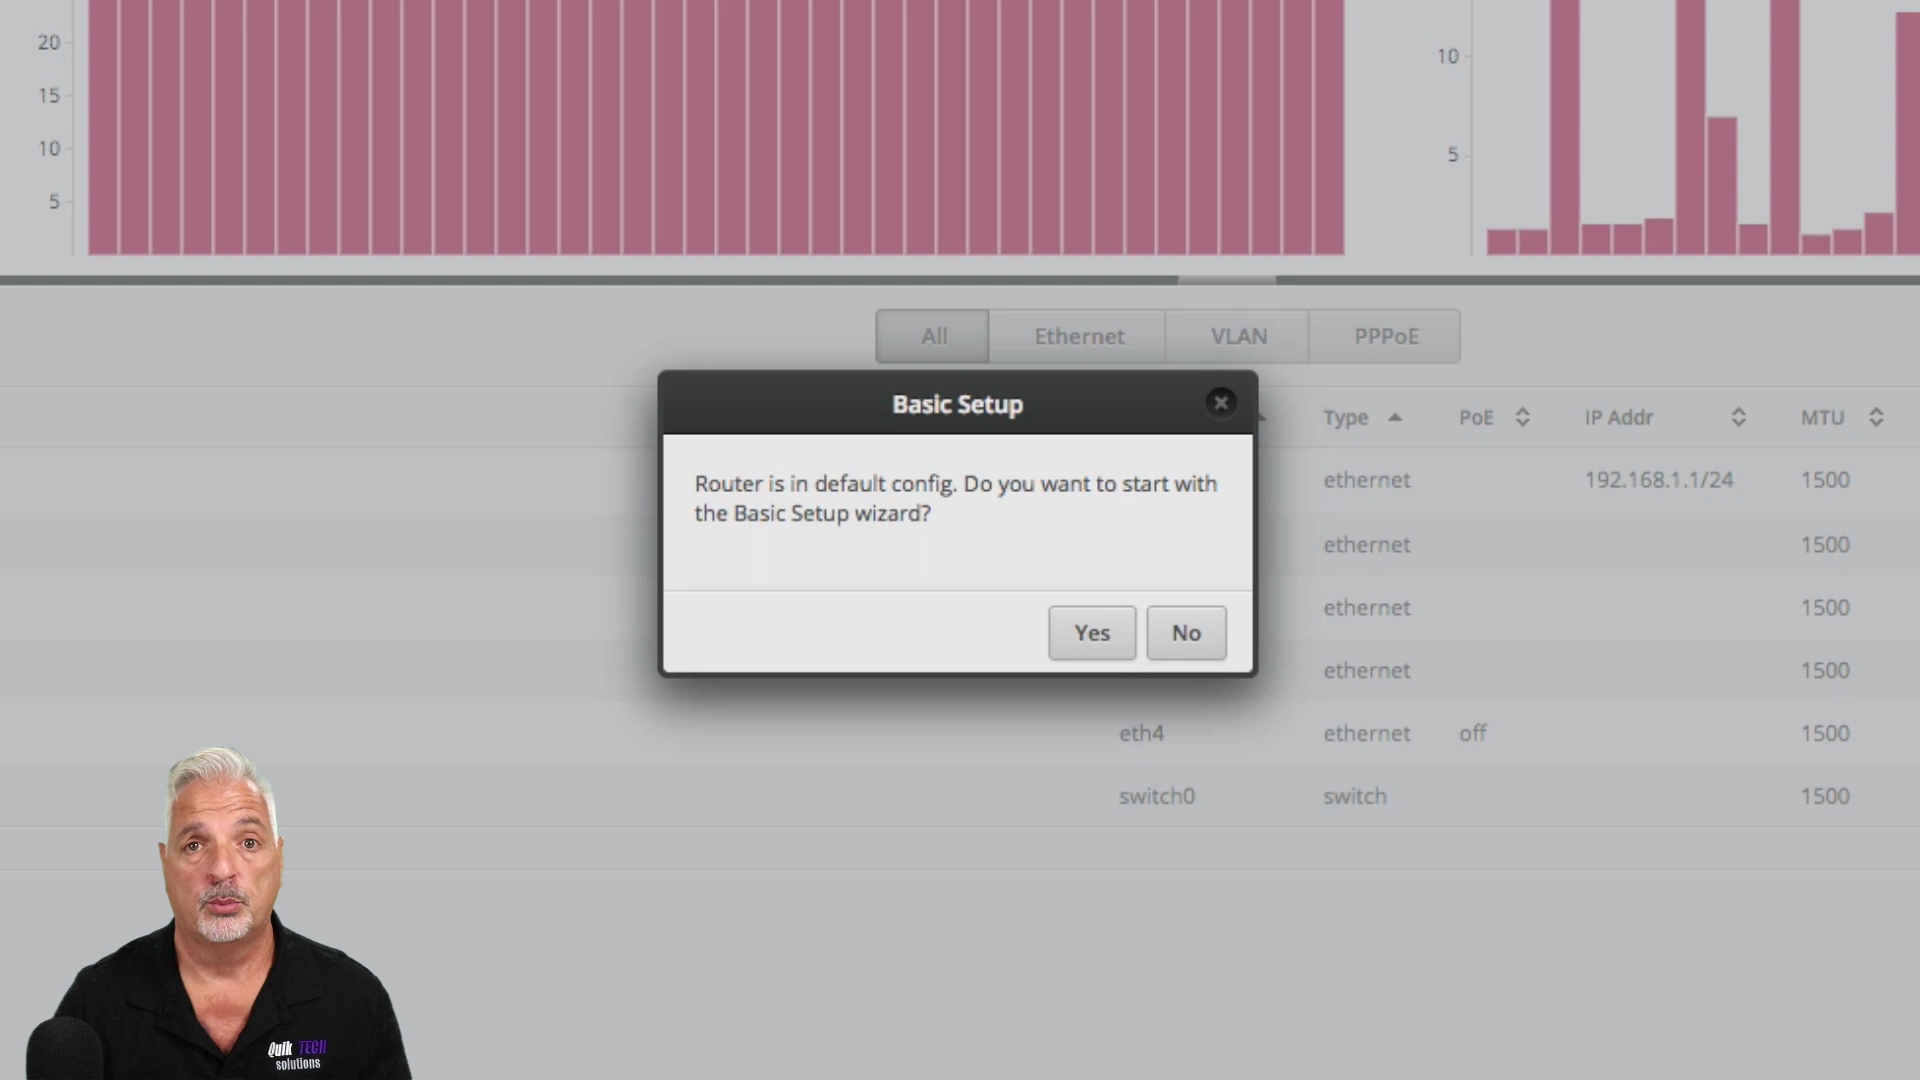 20
15
10
5
10
5
All Ethernet VLAN PPPoE
Basic Setup
Router is in default config. Do you want to start with
the Basic Setup wizard?
Yes No
Type PoE IP Addr MTU
ethernet 192.168.1.1/24 1500
ethernet 1500
ethernet 1500
ethernet 1500
eth4 ethernet off 1500
switch0 switch 1500
Quik TECH
solutions